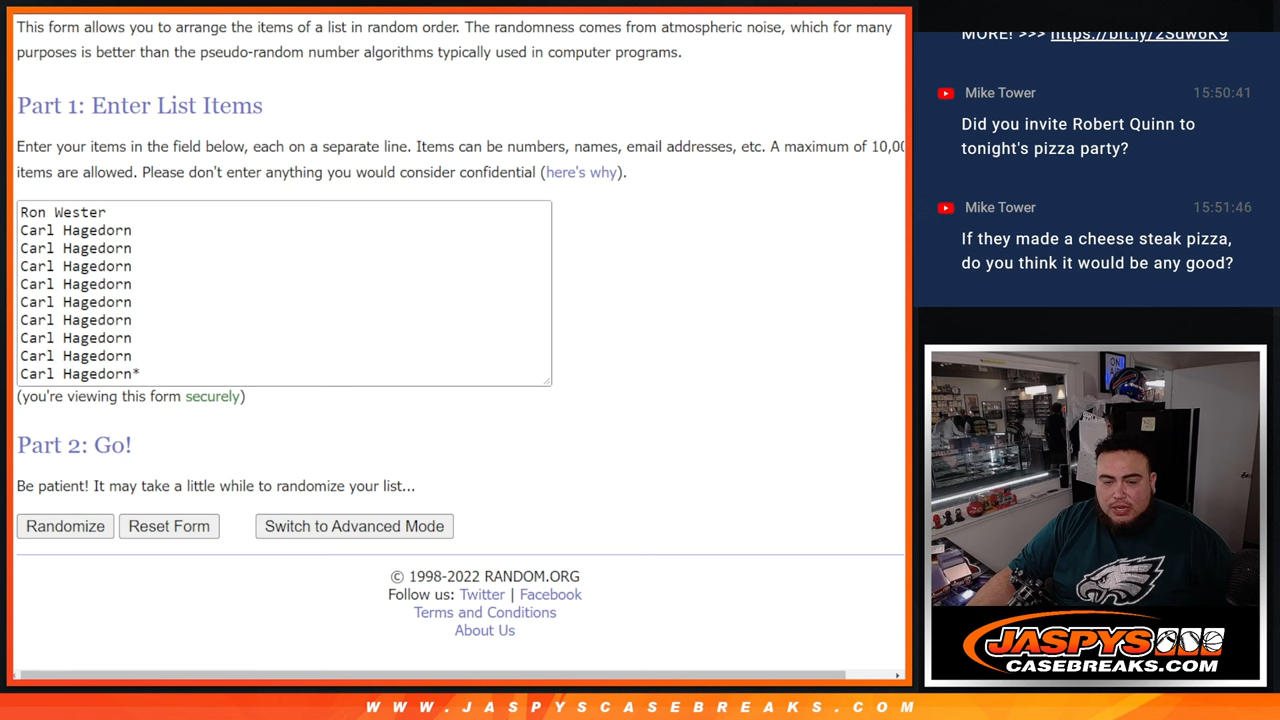 This form allows you to arrange the items of a list in random order. The randomness comes from atmospheric noise, which for many
purposes is better than the pseudo-random number algorithms typically used in computer programs.
Part 1: Enter List Items
Enter your items in the field below, each on a separate line. Items can be numbers, names, email addresses, etc. A maximum of 10,00
items are allowed. Please don't enter anything you would consider confidential (here's why).
Ron Wester
Carl Hagedorn
Carl Hagedorn
Carl Hagedorn
Carl Hagedorn
Carl Hagedorn
Carl Hagedorn
Carl Hagedorn
Carl Hagedorn
Carl Hagedorn*
(you're viewing this form securely)
Part 2: Go!
Be patient! It may take a little while to randomize your list...
Randomize
Reset Form
Switch to Advanced Mode
© 1998-2022 RANDOM.ORG
Follow us: Twitter | Facebook
Terms and Conditions
About Us
MORE! >>> https://bit.ly/2Sdw6K9
Mike Tower 15:50:41
Did you invite Robert Quinn to
tonight's pizza party?
Mike Tower 15:51:46
If they made a cheese steak pizza,
do you think it would be any good?
JASPYS
CASEBREAKS.COM
WWW.JASPYSCASEBREAKS.COM